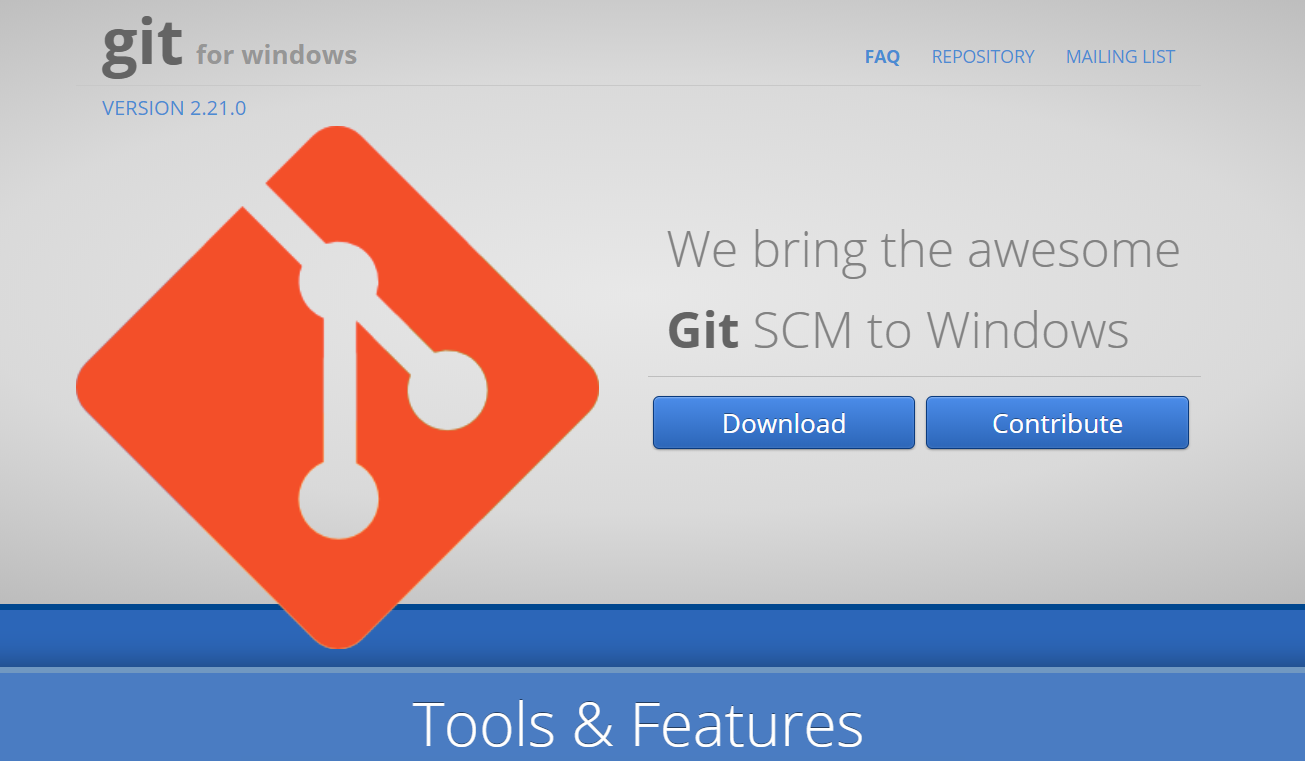 git for windows
FAQ REPOSITORY MAILING LIST
VERSION 2.21.0
We bring the awesome
Git SCM to Windows
Download Contribute
Tools & Features